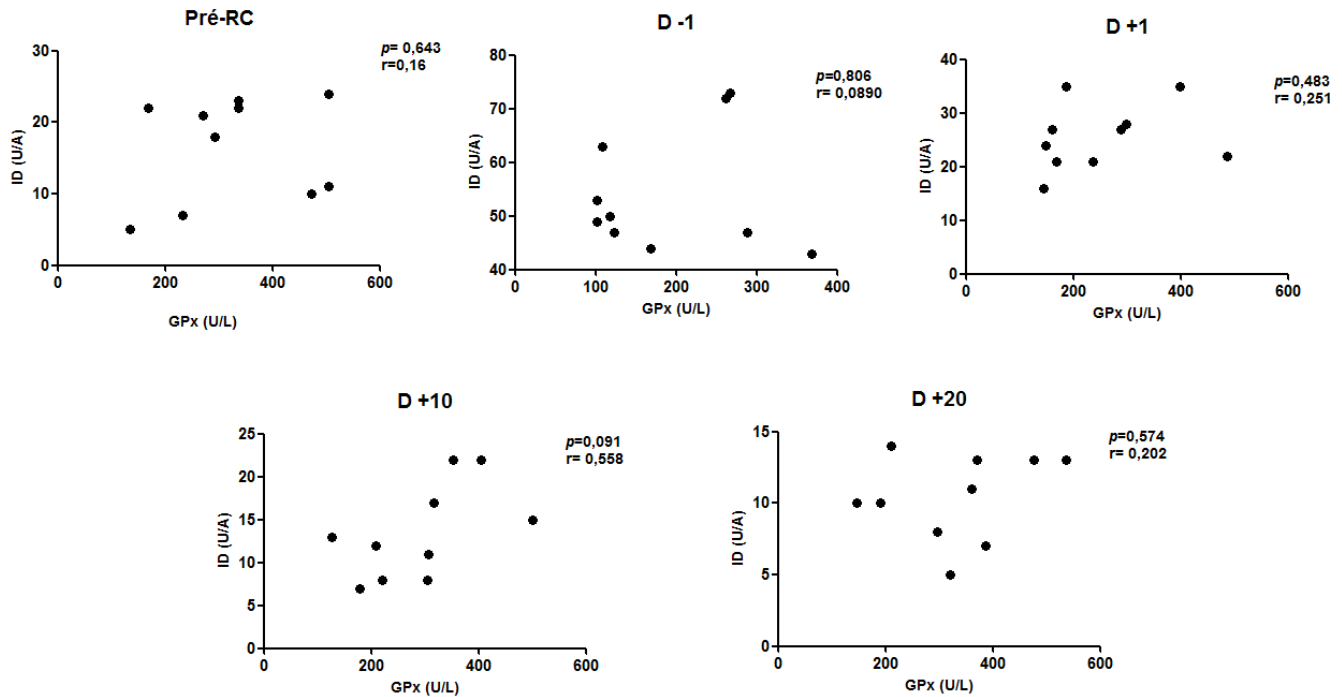 Pré-RC
p= 0,643
r=0,16
30
20
10
0
ID (U/A)
0 200 400 600
GPx (U/L)
D -1
p=0,806
r= 0,0890
80
70
60
50
40
ID (U/A)
0 100 200 300 400
GPx (U/L)
D +1
p=0,483
r= 0,251
40
30
20
10
0
ID (U/A)
0 200 400 600
GPx (U/L)
D +10
p=0,091
r= 0,558
25
20
15
10
5
0
ID (U/A)
0 200 400 600
GPx (U/L)
D +20
p=0,574
r= 0,202
15
10
5
0
ID (U/A)
0 200 400 600
GPx (U/L)